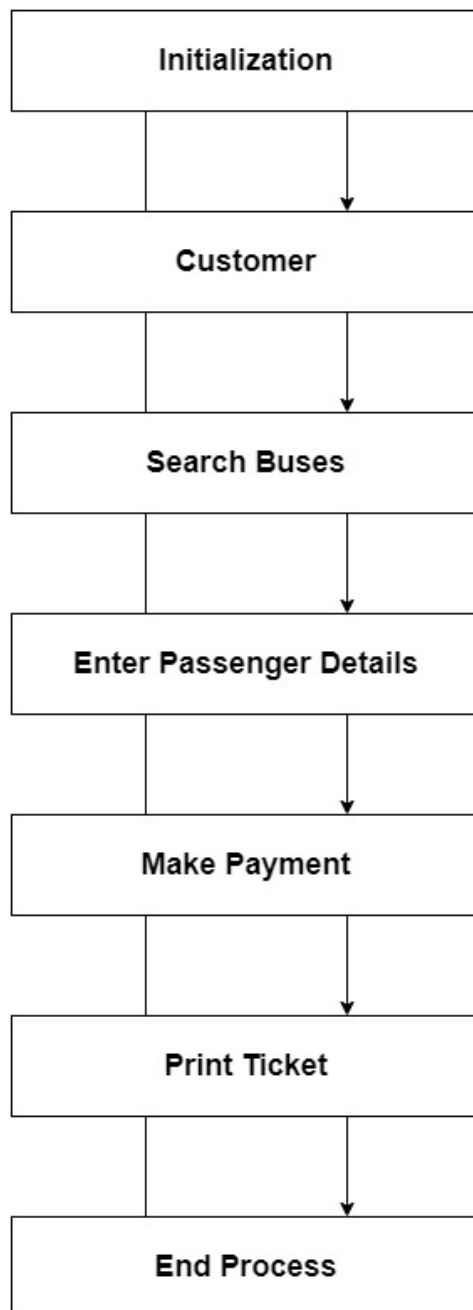 Initialization
Customer
Search Buses
Enter Passenger Details
Make Payment
Print Ticket
End Process